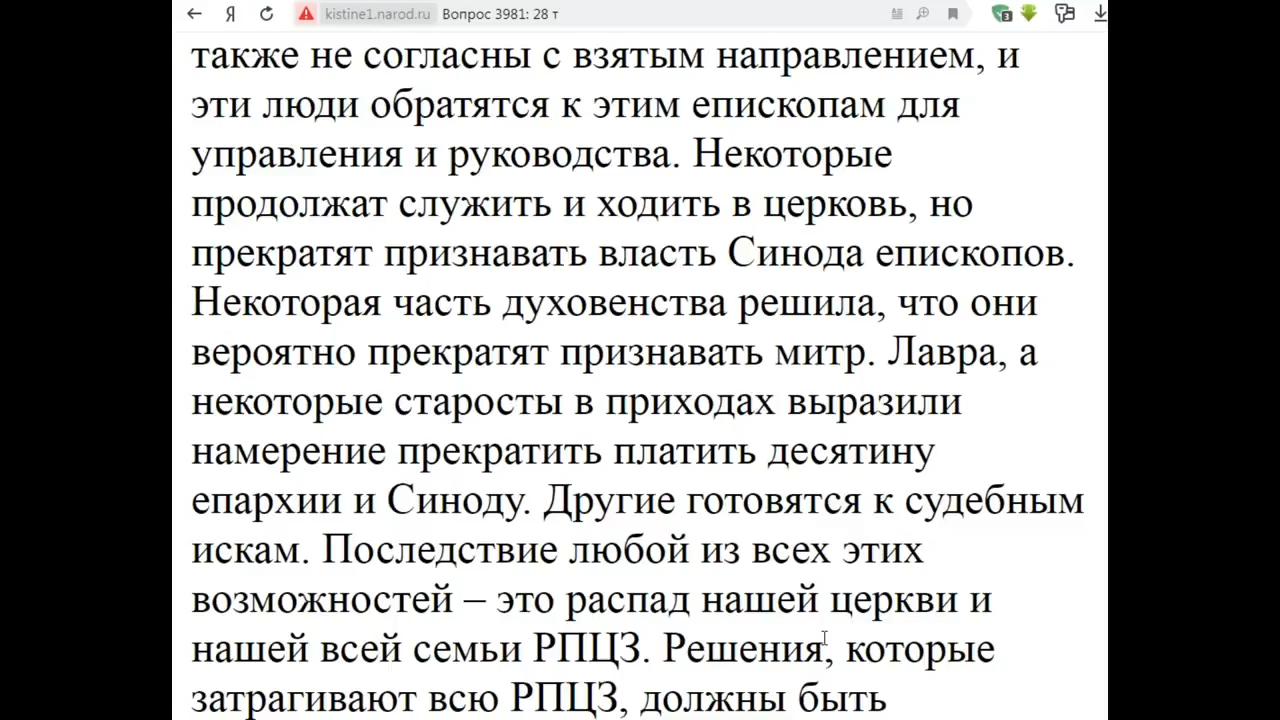 kistine1.narod.ru Вопрос 3981: 28 т
также не согласны с взятым направлением, и
эти люди обратятся к этим епископам для
управления и руководства. Некоторые
продолжат служить и ходить в церковь, но
прекратят признавать власть Синода епископов.
Некоторая часть духовенства решила, что они
вероятно прекратят признавать митр. Лавра, а
некоторые старосты в приходах выразили
намерение прекратить платить десятину
епархии и Синоду. Другие готовятся к судебным
искам. Последствие любой из всех этих
возможностей – это распад нашей церкви и
нашей всей семьи РПЦЗ. Решения, которые
затрагивают всю РПЦЗ, должны быть